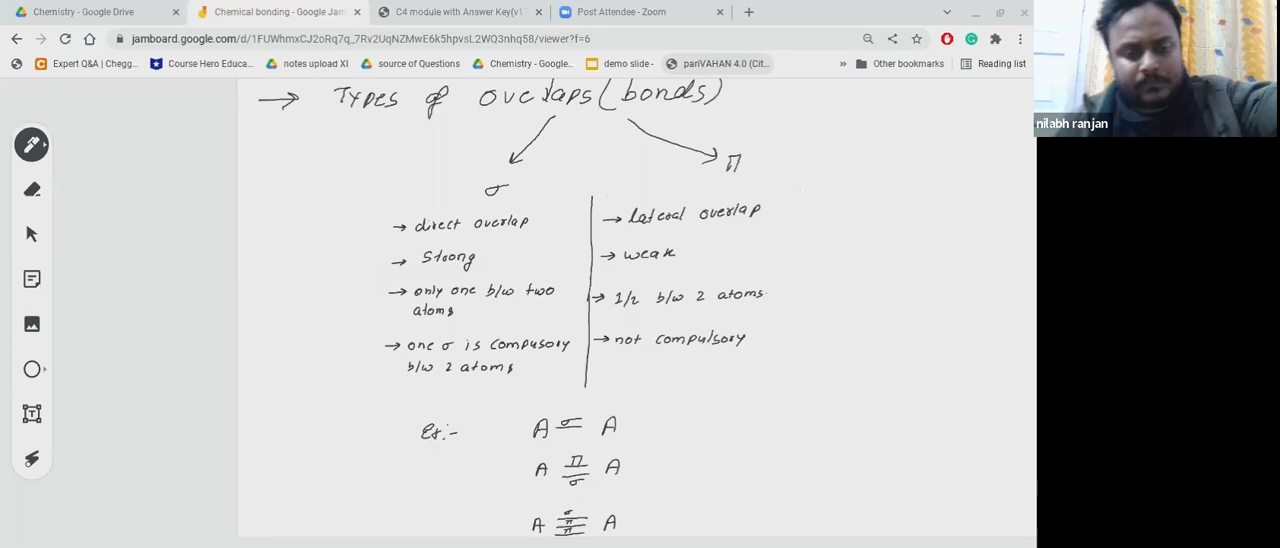 Chemistry - Google Drive
Chemical bonding - Google Jam
C4 module with Answer Key(v1
Post Attendee - Zoom
jamboard.google.com/d/1FUWhmxCJ2oRq7q_7Rv2UqNZMwE6k5hpvsL2WQ3nhq58/viewer?f=6
Expert Q&A | Chegg...
Course Hero Educa...
notes upload XI
source of Questions
Chemistry - Google...
demo slide -
pariVAHAN 4.0 (Cit...
»
Other bookmarks
Reading list
nilabh ranjan
→ Types of overlaps (bonds)
σ
π
→ direct overlap
→ strong
→ only one b/w two
atoms
→ one σ is compusory
b/w 2 atoms
→ lateral overlap
→ weak
→ 1/2 b/w 2 atoms
→ not compulsory
Ex:-
A σ A
A π σ A
A σ π π A